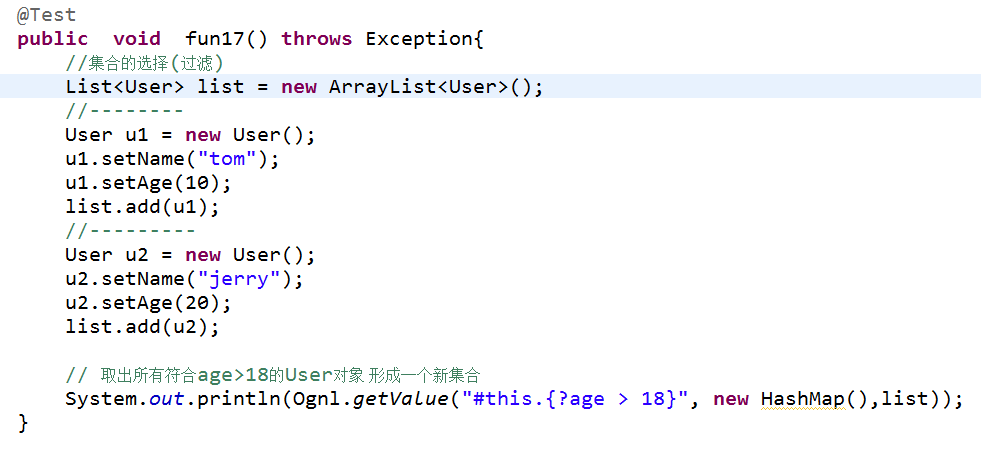 @Test
public  void  fun17() throws Exception{
    //集合的选择(过滤)
    List<User> list = new ArrayList<User>();
    //--------
    User u1 = new User();
    u1.setName("tom");
    u1.setAge(10);
    list.add(u1);
    //---------
    User u2 = new User();
    u2.setName("jerry");
    u2.setAge(20);
    list.add(u2);
    // 取出所有符合age>18的User对象 形成一个新集合
    System.out.println(Ognl.getValue("#this.{?age > 18}", new HashMap(),list));
}